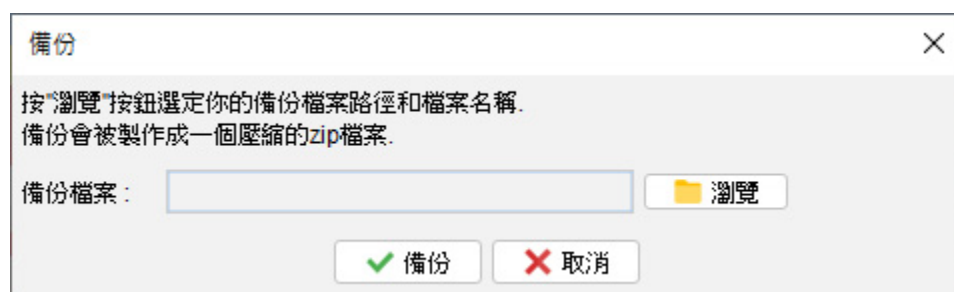 備份
按"瀏覽"按鈕選定你的備份檔案路徑和檔案名稱.
備份會被製作成一個壓縮的zip檔案.
備份檔案 :
瀏覽
備份
取消